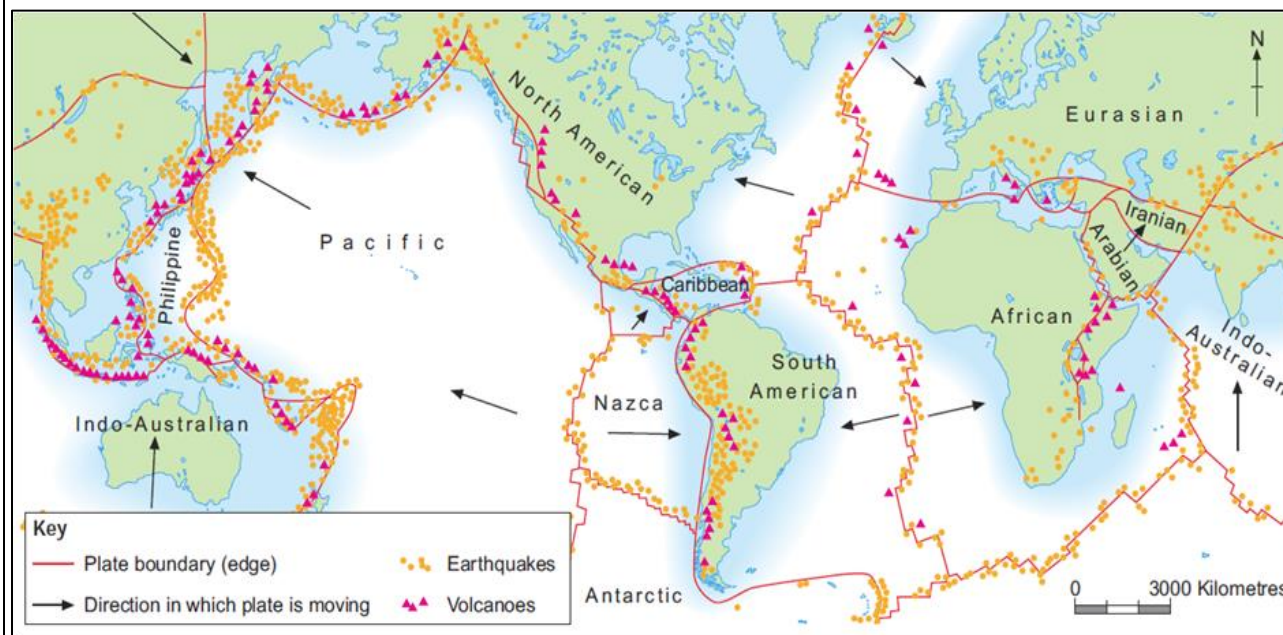 N
North American
Eurasian
Pacific
Philippine
Iranian
Arabian
Caribbean
African
Indo-
Australian
South
American
Nazca
Indo-Australian
Antarctic
Key
Plate boundary (edge)
Earthquakes
Direction in which plate is moving
Volcanoes
0 3000 Kilometres